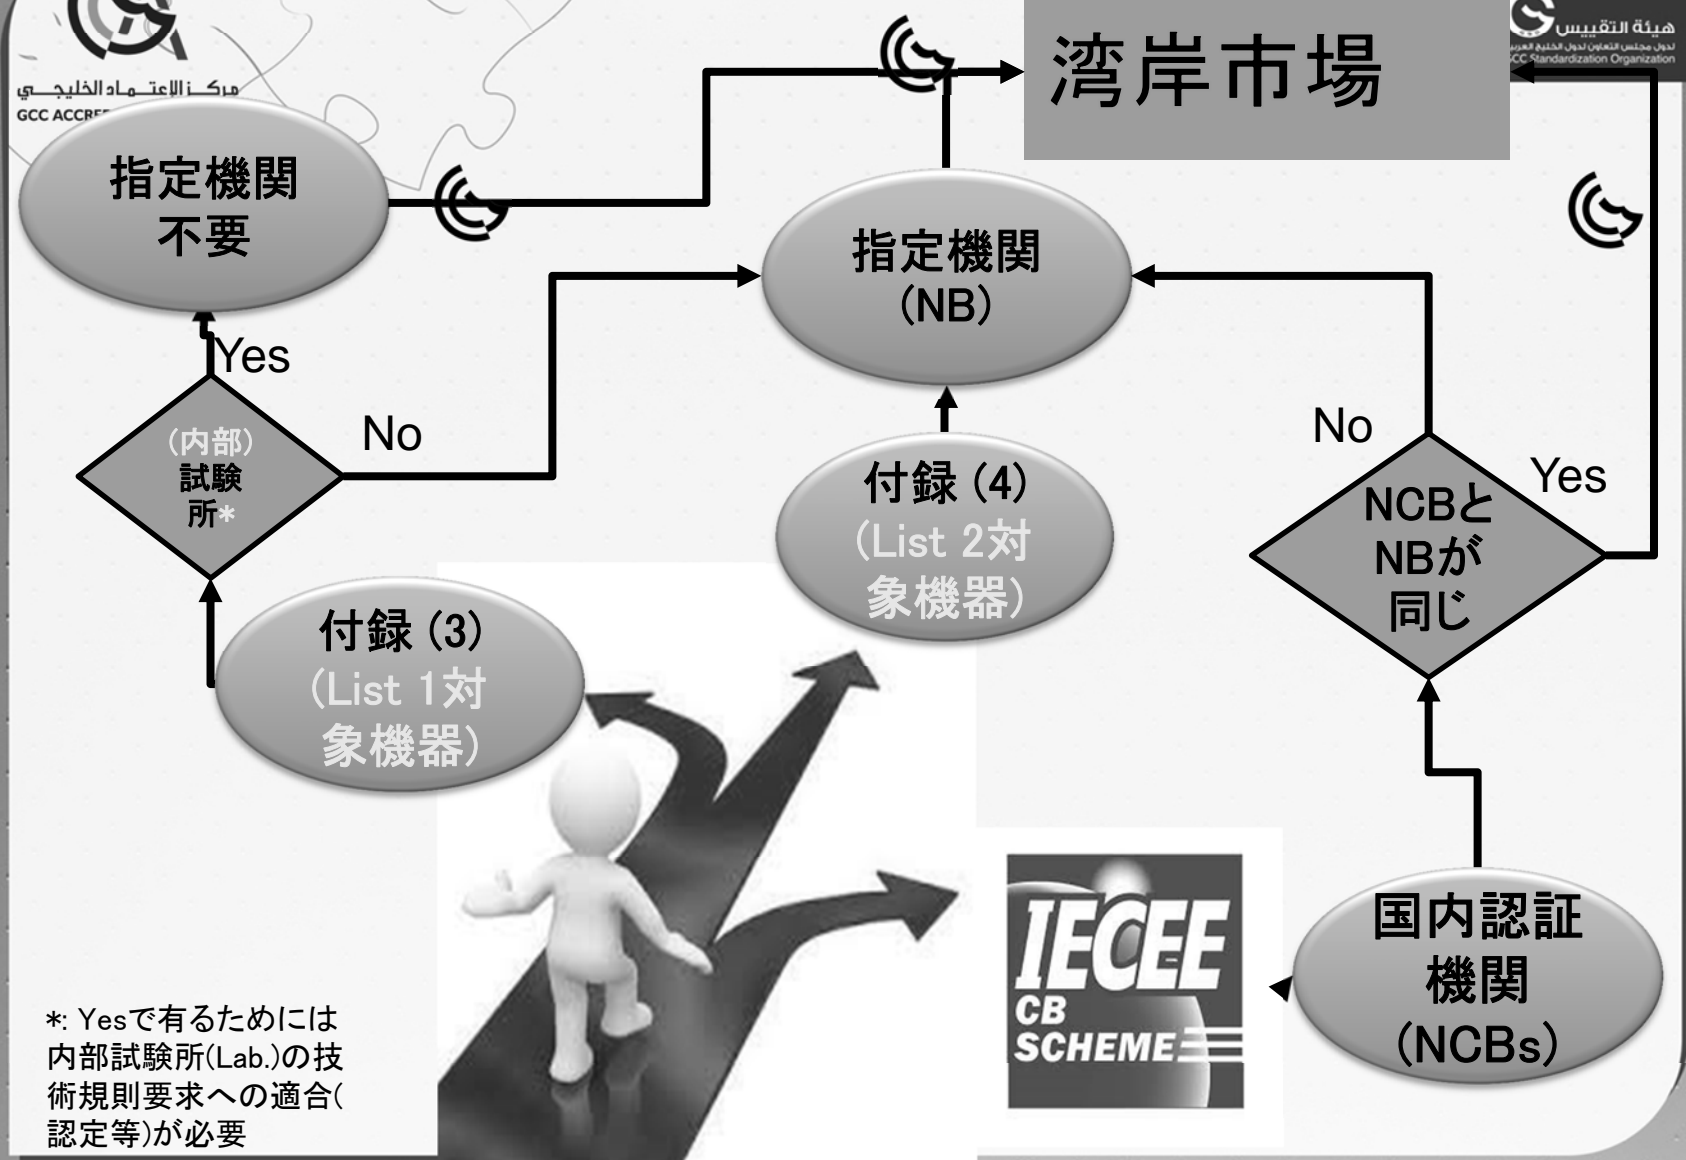 湾岸市場
هيئة التقييس
لدول مجلس التعاون لدول الخليج العربية
GCC Standardization Organization
مركز الاعتماد الخليجي
GCC
指定機関
不要
指定機関
(NB)
Yes
No
(内部)
試験
所*
付録 (4)
(List 2対
象機器)
No
Yes
NCBと
NBが
同じ
付録 (3)
(List 1対
象機器)
IECEE
CB
SCHEME
国内認証
機関
(NCBs)
*: Yesで有るためには
内部試験所(Lab.)の技
術規則要求への適合(
認定等)が必要